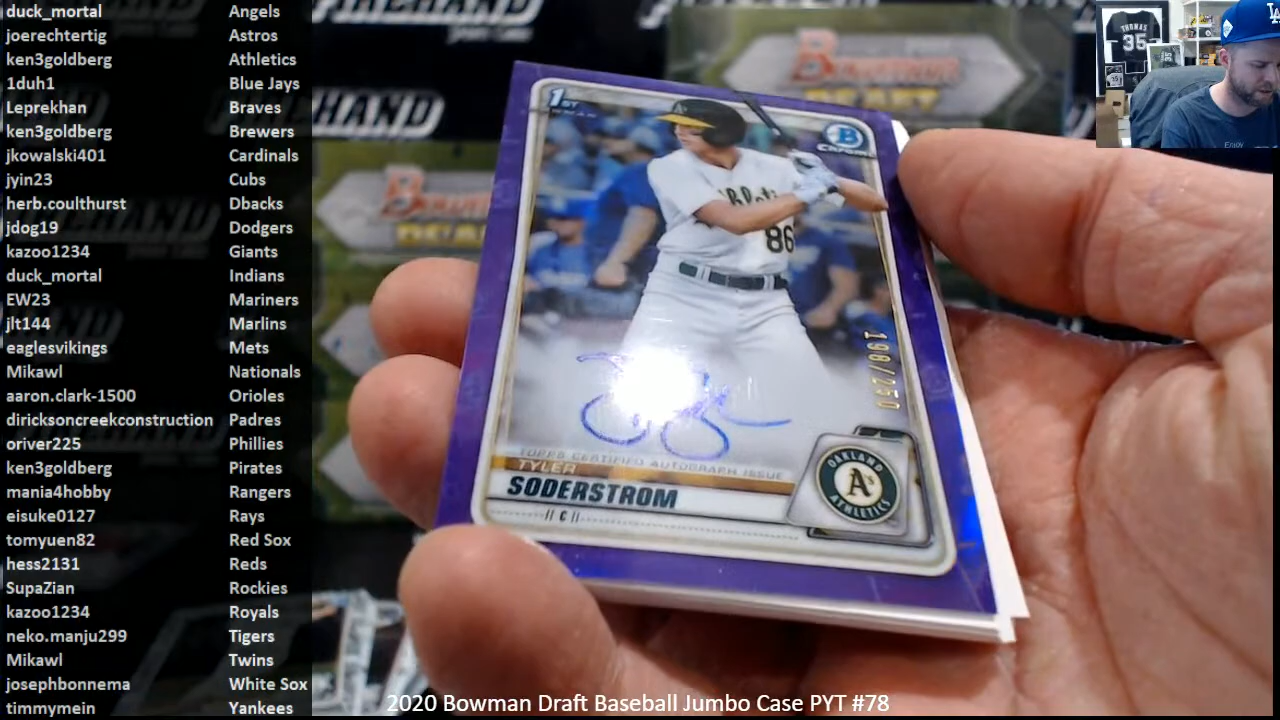 duck_mortal Angels
joerechtertig Astros
ken3goldberg Athletics
1duh1 Blue Jays
Leprekhan Braves
ken3goldberg Brewers
jkowalski401 Cardinals
jyin23 Cubs
herb.coulthurst Dbacks
jdog19 Dodgers
kazoo1234 Giants
duck_mortal Indians
EW23 Mariners
jlt144 Marlins
eaglesvikings Mets
Mikawl Nationals
aaron.clark-1500 Orioles
diricksoncreekconstruction Padres
oriver225 Phillies
ken3goldberg Pirates
mania4hobby Rangers
eisuke0127 Rays
tomyuen82 Red Sox
hess2131 Reds
SupaZian Rockies
kazoo1234 Royals
neko.manju299 Tigers
Mikawl Twins
josephbonnema White Sox
timmymein Yankees
1ST
B
CHROME
86
198/250
TOPPS CERTIFIED AUTOGRAPH ISSUE
TYLER
SODERSTROM
C
OAKLAND
A's
ATHLETICS
THOMAS
35
LA
2020 Bowman Draft Baseball Jumbo Case PYT #78